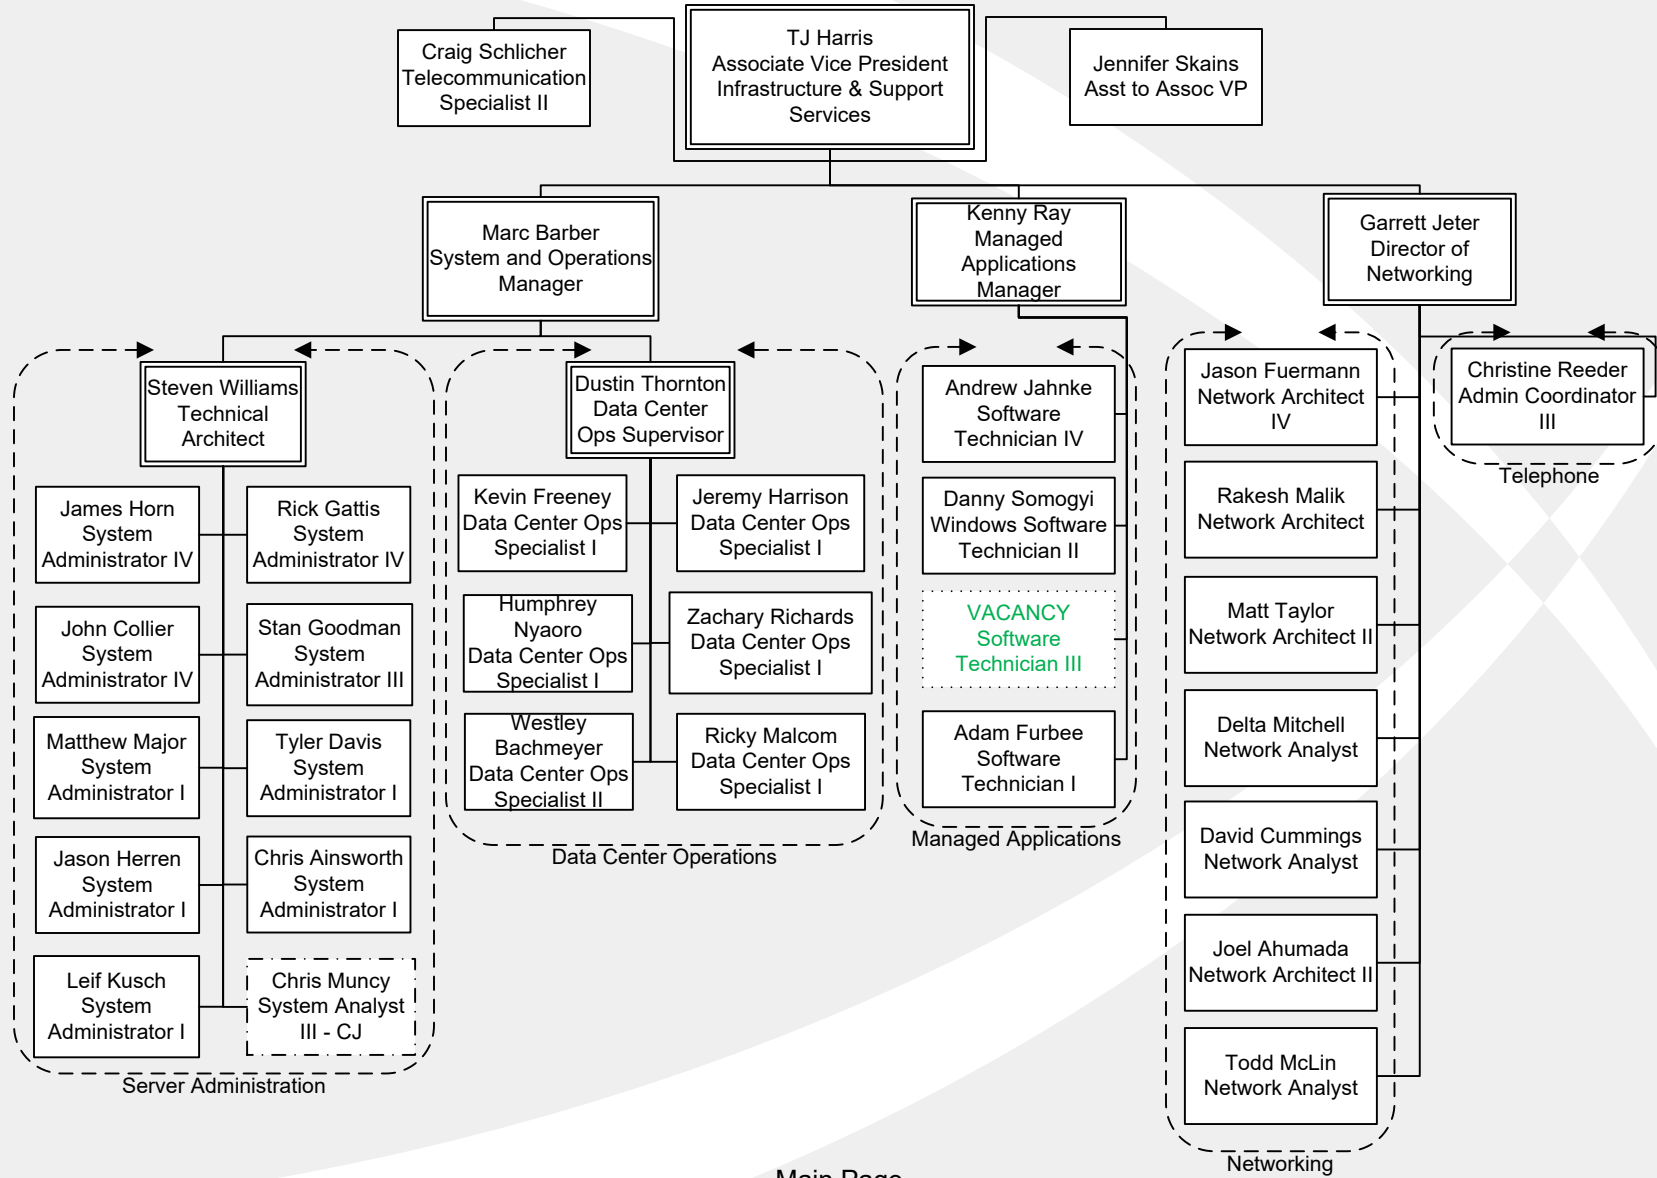 Craig Schlicher
Telecommunication
Specialist II
TJ Harris
Associate Vice President
Infrastructure & Support
Services
Jennifer Skains
Asst to Assoc VP
Marc Barber
System and Operations
Manager
Kenny Ray
Managed
Applications
Manager
Garrett Jeter
Director of
Networking
Steven Williams
Technical
Architect
James Horn
System
Administrator IV
Rick Gattis
System
Administrator IV
John Collier
System
Administrator IV
Stan Goodman
System
Administrator III
Matthew Major
System
Administrator I
Tyler Davis
System
Administrator I
Jason Herren
System
Administrator I
Chris Ainsworth
System
Administrator I
Leif Kusch
System
Administrator I
Chris Muncy
System Analyst
III - CJ
Server Administration
Dustin Thornton
Data Center
Ops Supervisor
Kevin Freeney
Data Center Ops
Specialist I
Jeremy Harrison
Data Center Ops
Specialist I
Humphrey
Nyaoro
Data Center Ops
Specialist I
Zachary Richards
Data Center Ops
Specialist I
Westley
Bachmeyer
Data Center Ops
Specialist II
Ricky Malcom
Data Center Ops
Specialist I
Data Center Operations
Andrew Jahnke
Software
Technician IV
Danny Somogyi
Windows Software
Technician II
VACANCY
Software
Technician III
Adam Furbee
Software
Technician I
Managed Applications
Jason Fuermann
Network Architect
IV
Rakesh Malik
Network Architect
Matt Taylor
Network Architect II
Delta Mitchell
Network Analyst
David Cummings
Network Analyst
Joel Ahumada
Network Architect II
Todd McLin
Network Analyst
Networking
Christine Reeder
Admin Coordinator
III
Telephone
Main Page